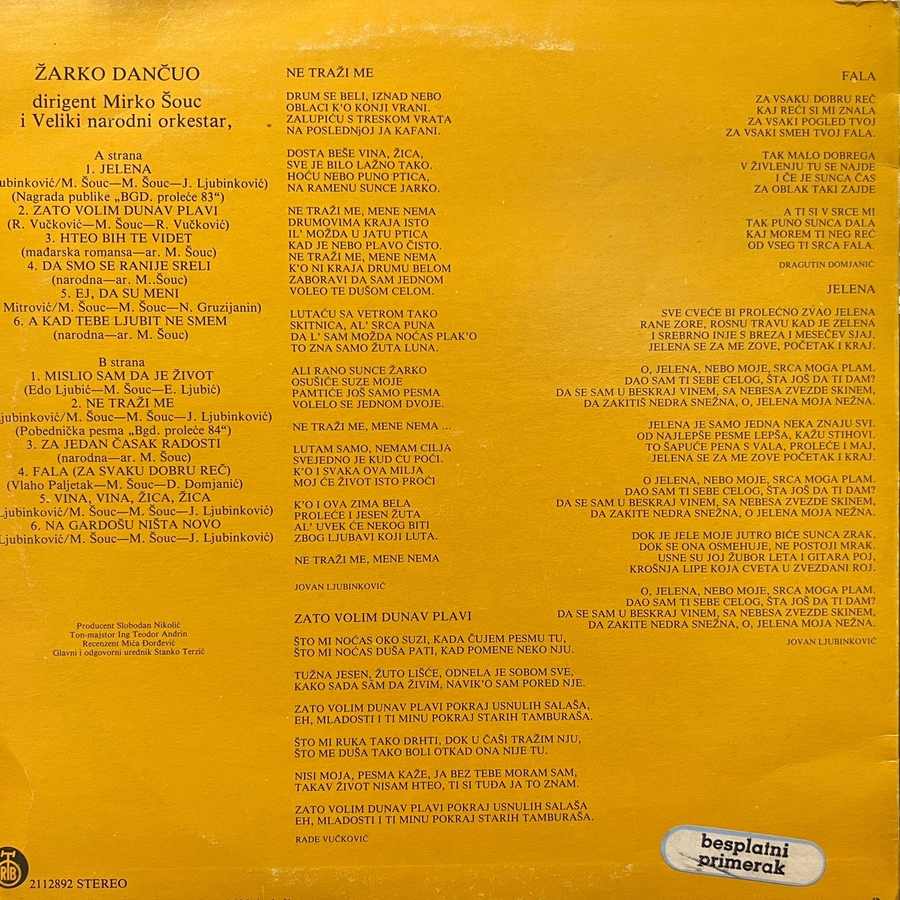 ŽARKO DANČUO
dirigent Mirko Šouc
i Veliki narodni orkestar,
A strana
1. JELENA
ubinković/M. Šouc—M. Šouc—J. Ljubinković)
(Nagrada publike „BGD. proleće 83“)
2. ZATO VOLIM DUNAV PLAVI
(R. Vučković—M. Šouc—R. Vučković)
3. HTEO BIH TE VIDET
(mađarska romansa—ar. M. Šouc)
4. DA SMO SE RANIJE SRELI
(narodna—ar. M..Šouc)
5. EJ, DA SU MENI
Mitrović/M. Šouc—M. Šouc—N. Gruzijanin)
6. A KAD TEBE LJUBIT NE SMEM
(narodna—ar. M. Šouc)
B strana
1. MISLIO SAM DA JE ŽIVOT
(Edo Ljubić—M. Šouc—E. Ljubić)
2. NE TRAŽI ME
Ljubinković/M. Šouc—M. Šouc—J. Ljubinković)
(Pobednička pesma „Bgd. proleće 84“)
3. ZA JEDAN ČASAK RADOSTI
(narodna—ar. M. Šouc)
4. FALA (ZA SVAKU DOBRU REČ)
(Vlaho Paljetak—M. Šouc—D. Domjanić)
5. VINA, VINA, ŽICA, ŽICA
Ljubinković/M. Šouc—M. Šouc—J. Ljubinković)
6. NA GARDOŠU NIŠTA NOVO
Ljubinković/M. Šouc—M. Šouc—J. Ljubinković)
Producent Slobodan Nikolić
Ton-majstor Ing Teodor Andrin
Recenzent Mića Đorđević
Glavni i odgovorni urednik Stanko Terzić
RTB
2112892 STEREO
NE TRAŽI ME
DRUM SE BELI, IZNAD NEBO
OBLACI K’O KONJI VRANI.
ZALUPIĆU S TRESKOM VRATA
NA POSLEDNjOJ JA KAFANI.
DOSTA BEŠE VINA, ŽICA,
SVE JE BILO LAŽNO TAKO.
HOĆU NEBO PUNO PTICA,
NA RAMENU SUNCE JARKO.
NE TRAŽI ME, MENE NEMA
DRUMOVIMA KRAJA ISTO
IL’ MOŽDA U JATU PTICA
KAD JE NEBO PLAVO ČISTO.
NE TRAŽI ME, MENE NEMA
K’O NI KRAJA DRUMU BELOM
ZABORAVI DA SAM JEDNOM
VOLEO TE DUŠOM CELOM.
LUTAĆU SA VETROM TAKO
SKITNICA, AL’ SRCA PUNA
DA L’ SAM MOŽDA NOĆAS PLAK’O
TO ZNA SAMO ŽUTA LUNA.
ALI RANO SUNCE ŽARKO
OSUŠIĆE SUZE MOJE
PAMTIĆE JOŠ SAMO PESMA
VOLELO SE JEDNOM DVOJE.
NE TRAŽI ME, MENE NEMA ...
LUTAM SAMO, NEMAM CILJA
SVEJEDNO JE KUD ĆU POĆI.
K’O I SVAKA OVA MILJA
MOJ ĆE ŽIVOT ISTO PROĆI
K’O I OVA ZIMA BELA
PROLEĆE I JESEN ŽUTA,
AL’ UVEK ĆE NEKOG BITI
ZBOG LJUBAVI KOJI LUTA.
NE TRAŽI ME, MENE NEMA
JOVAN LJUBINKOVIĆ
ZATO VOLIM DUNAV PLAVI
ŠTO MI NOĆAS OKO SUZI, KADA ČUJEM PESMU TU,
ŠTO MI NOĆAS DUŠA PATI, KAD POMENE NEKO NJU.
TUŽNA JESEN, ŽUTO LIŠĆE, ODNELA JE SOBOM SVE,
KAKO SADA SÂM DA ŽIVIM, NAVIK’O SAM PORED NJE.
ZATO VOLIM DUNAV PLAVI POKRAJ USNULIH SALAŠA,
EH, MLADOSTI I TI MINU POKRAJ STARIH TAMBURAŠA.
ŠTO MI RUKA TAKO DRHTI, DOK U ČAŠI TRAŽIM NJU,
ŠTO ME DUŠA TAKO BOLI OTKAD ONA NIJE TU.
NISI MOJA, PESMA KAŽE, JA BEZ TEBE MORAM SAM,
TAKAV ŽIVOT NISAM HTEO, TI SI TUĐA JA TO ZNAM.
ZATO VOLIM DUNAV PLAVI POKRAJ USNULIH SALAŠA
EH, MLADOSTI I TI MINU POKRAJ STARIH TAMBURAŠA.
RADE VUČKOVIĆ
FALA
ZA VSAKU DOBRU REČ
KAJ REČI SI MI ZNALA
ZA VSAKI POGLED TVOJ
ZA VSAKI SMEH TVOJ FALA.
TAK MALO DOBREGA
V ŽIVLENJU TU SE NAJDE
I ČE JE SUNCA ČAS
ZA OBLAK TAKI ZAJDE
A TI SI V SRCE MI
TAK PUNO SUNCA DALA
KAJ MOREM TI NEG REČ
OD VSEG TI SRCA FALA.
DRAGUTIN DOMJANIĆ
JELENA
SVE CVEĆE BI PROLEĆNO ZVAO JELENA
RANE ZORE, ROSNU TRAVU KAD JE ZELENA
I SREBRNO INJE S BREZA I MESEČEV SJAJ,
JELENA SE ZA ME ZOVE, POČETAK I KRAJ.
O, JELENA, NEBO MOJE, SRCA MOGA PLAM.
DAO SAM TI SEBE CELOG, ŠTA JOŠ DA TI DAM?
DA SE SAM U BESKRAJ VINEM, SA NEBESA ZVEZDE SKINEM,
DA ZAKITIŠ NEDRA SNEŽNA, O, JELENA MOJA NEŽNA.
JELENA JE SAMO JEDNA NEKA ZNAJU SVI.
OD NAJLEPŠE PESME LEPŠA, KAŽU STIHOVI.
TO ŠAPUĆE PENA S VALA, PROLEĆE I MAJ,
JELENA SE ZA ME ZOVE POČETAK I KRAJ.
O JELENA, NEBO MOJE, SRCA MOGA PLAM.
DAO SAM TI SEBE CELOG, ŠTA JOŠ DA TI DAM?
DA SE SAM U BESKRAJ VINEM, SA NEBESA ZVEZDE SKINEM,
DA ZAKITE NEDRA SNEŽNA, O JELENA MOJA NEŽNA.
DOK JE JELE MOJE JUTRO BIĆE SUNCA ZRAK,
DOK SE ONA OSMEHUJE, NE POSTOJI MRAK.
USNE SU JOJ ŽUBOR LETA I GITARA POJ,
KROŠNJA LIPE KOJA CVETA U ZVEZDANI ROJ.
O, JELENA, NEBO MOJE, SRCA MOGA PLAM.
DAO SAM TI SEBE CELOG, ŠTA JOŠ DA TI DAM?
DA SE SAM U BESKRAJ VINEM, SA NEBESA ZVEZDE SKINEM,
DA ZAKITE NEDRA SNEŽNA, O, JELENA MOJA NEŽNA.
JOVAN LJUBINKOVIĆ
besplatni
primerak